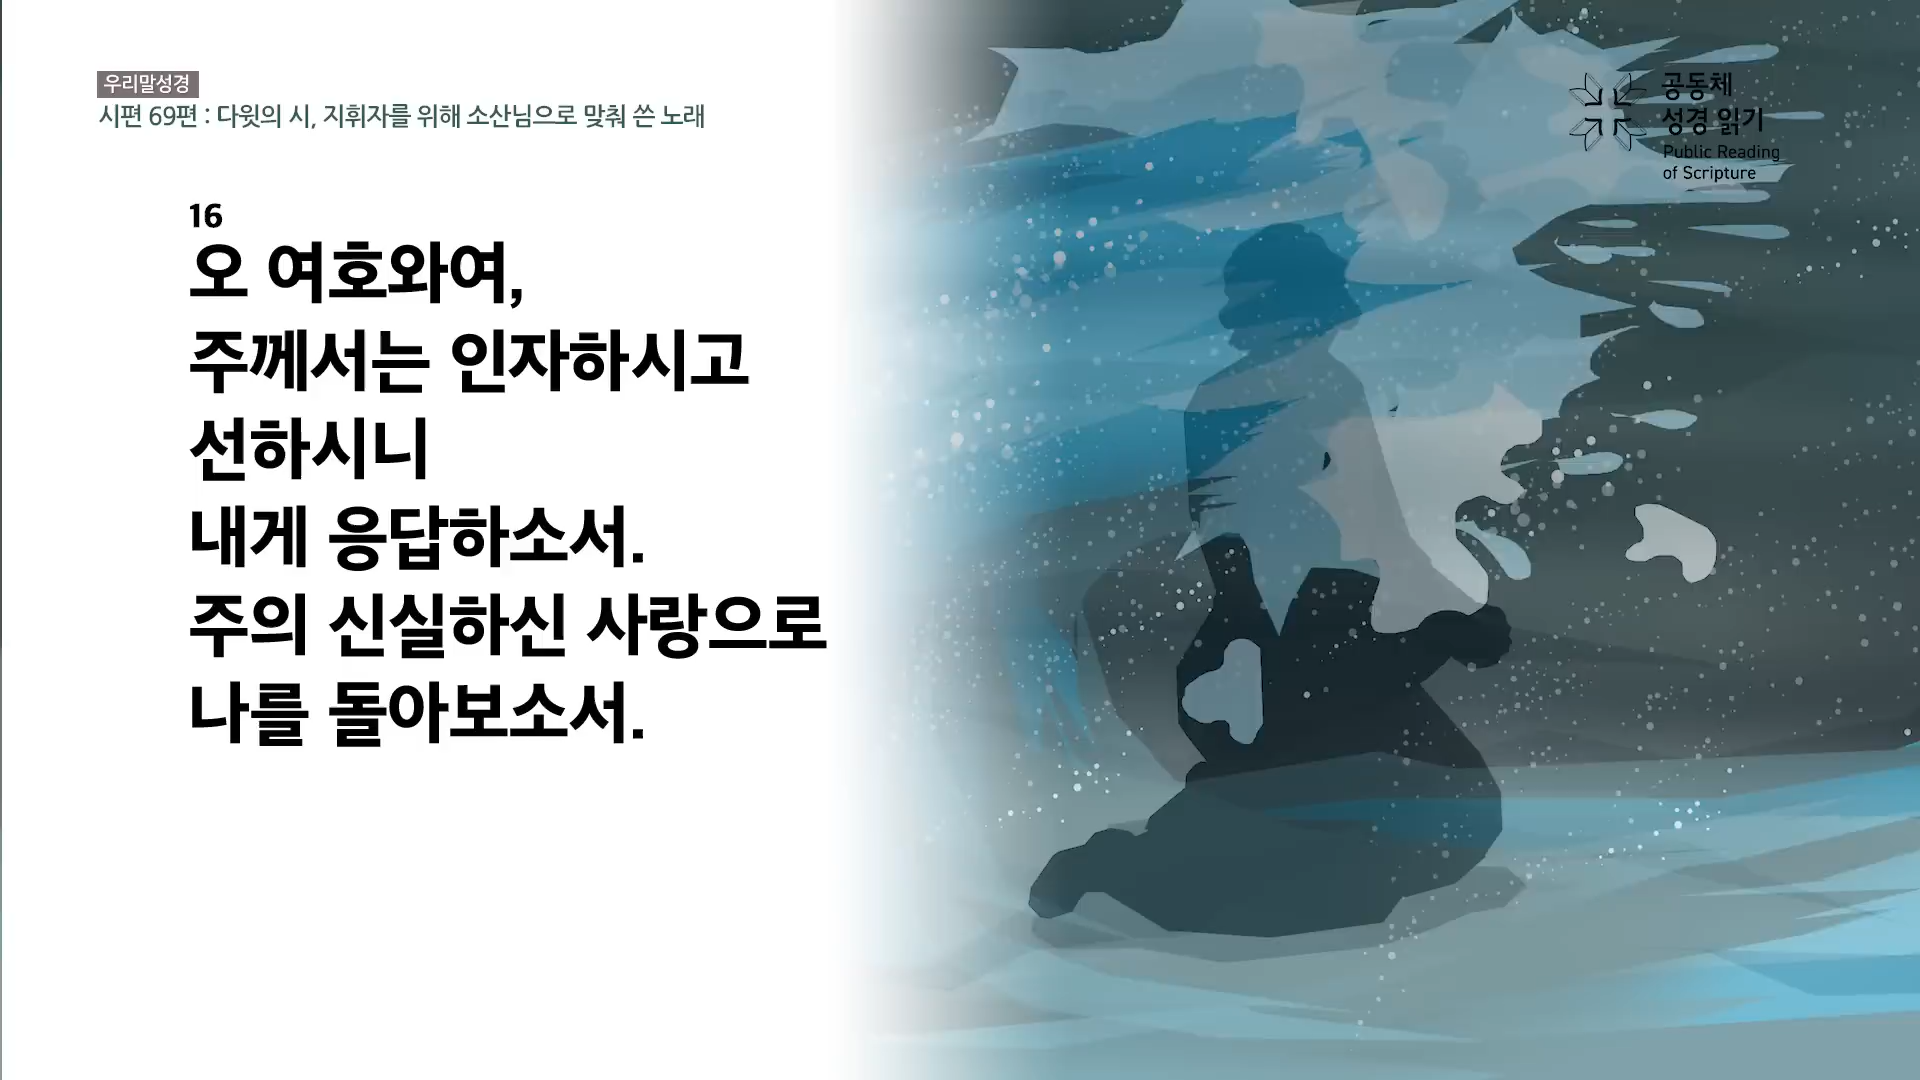 우리말성경
시편 69편 : 다윗의 시, 지휘자를 위해 소산님으로 맞춰 쓴 노래
16
오 여호와여,
주께서는 인자하시고
선하시니
내게 응답하소서.
주의 신실하신 사랑으로
나를 돌아보소서.
공동체
성경 읽기
Public Reading
of Scripture